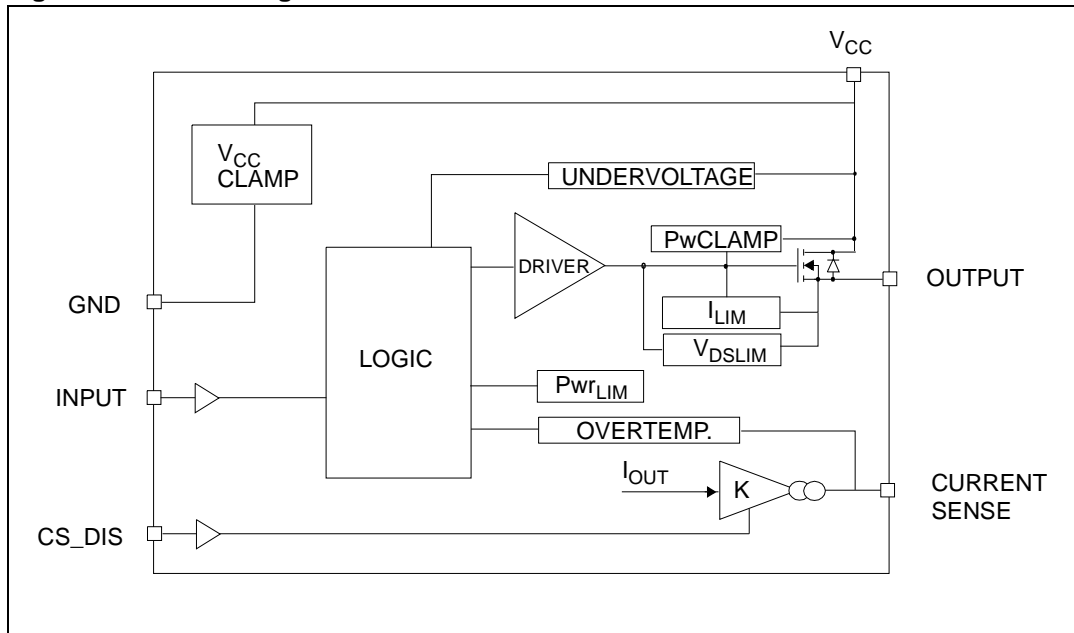 VCC
VCC
CLAMP
UNDERVOLTAGE
PwCLAMP
DRIVER
OUTPUT
GND
ILIM
VDSLIM
LOGIC
INPUT
PwrLIM
OVERTEMP.
IOUT
K
CURRENT
SENSE
CS_DIS